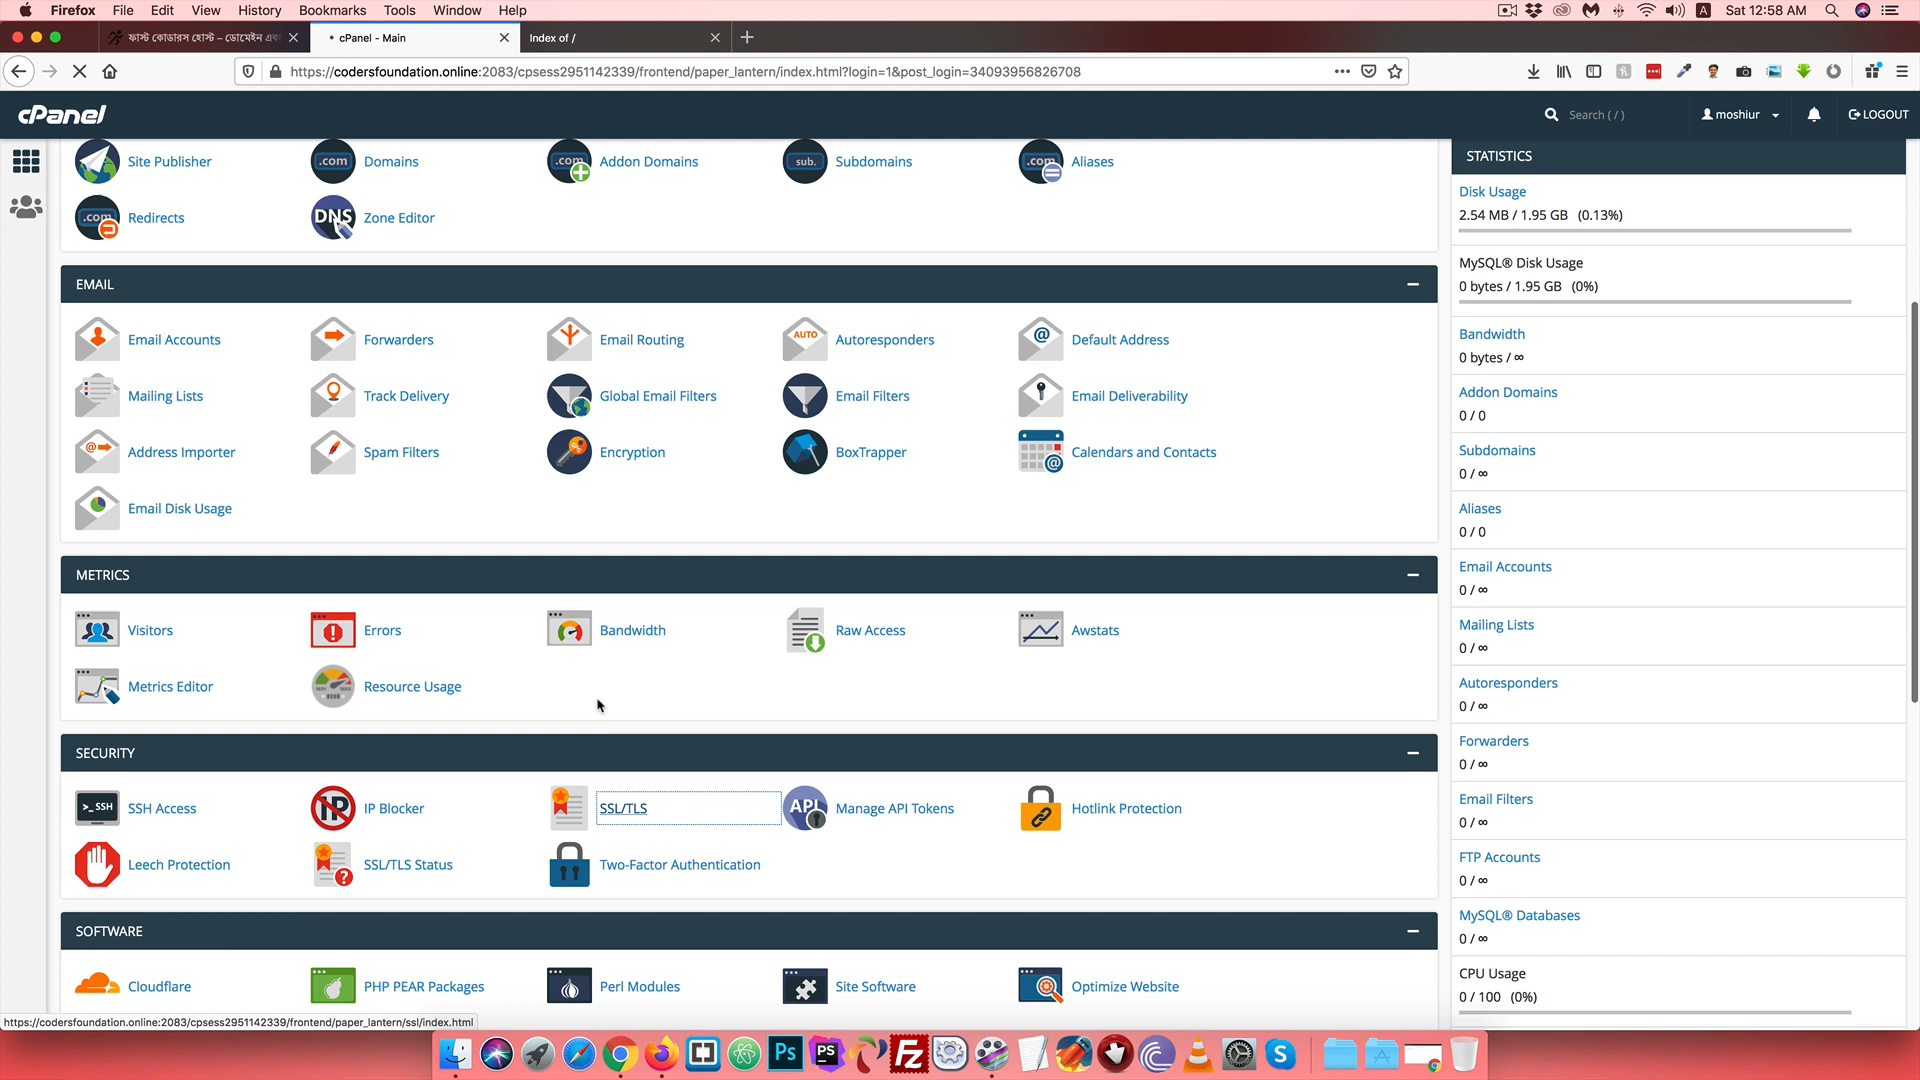 Firefox File Edit View History Bookmarks Tools Window Help Sat 12:58 AM
ফাস্ট কোডারস হোস্ট – ডোমেইন এবং
cPanel - Main
Index of /
https://codersfoundation.online:2083/cpsess2951142339/frontend/paper_lantern/index.html?login=1&post_login=34093956826708
cPanel
Search ( / )
moshiur
LOGOUT
Site Publisher
Domains
Addon Domains
Subdomains
Aliases
Redirects
Zone Editor
EMAIL
Email Accounts
Forwarders
Email Routing
Autoresponders
Default Address
Mailing Lists
Track Delivery
Global Email Filters
Email Filters
Email Deliverability
Address Importer
Spam Filters
Encryption
BoxTrapper
Calendars and Contacts
Email Disk Usage
METRICS
Visitors
Errors
Bandwidth
Raw Access
Awstats
Metrics Editor
Resource Usage
SECURITY
SSH Access
IP Blocker
SSL/TLS
Manage API Tokens
Hotlink Protection
Leech Protection
SSL/TLS Status
Two-Factor Authentication
SOFTWARE
Cloudflare
PHP PEAR Packages
Perl Modules
Site Software
Optimize Website
STATISTICS
Disk Usage
2.54 MB / 1.95 GB (0.13%)
MySQL® Disk Usage
0 bytes / 1.95 GB (0%)
Bandwidth
0 bytes / ∞
Addon Domains
0 / 0
Subdomains
0 / ∞
Aliases
0 / 0
Email Accounts
0 / ∞
Mailing Lists
0 / ∞
Autoresponders
0 / ∞
Forwarders
0 / ∞
Email Filters
0 / ∞
FTP Accounts
0 / ∞
MySQL® Databases
0 / ∞
CPU Usage
0 / 100 (0%)
https://codersfoundation.online:2083/cpsess2951142339/frontend/paper_lantern/ssl/index.html